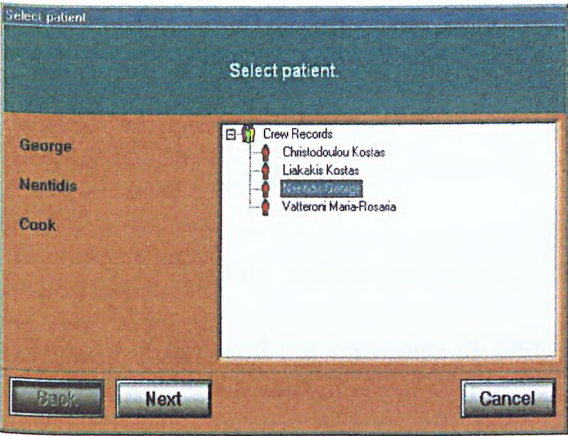 Select patient
Select patient.
George
Nentidis
Cook
Crew Records
Christodoulou Kostas
Liakakis Kostas
Nentidis George
Vatteroni Maria-Rosaria
Back
Next
Cancel